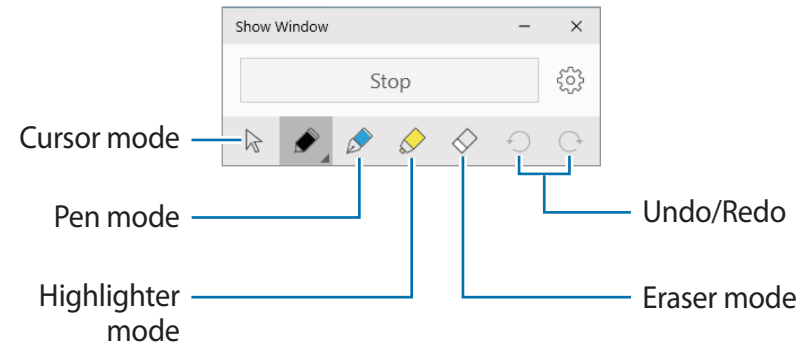 Show Window
Stop
Cursor mode
Pen mode
Undo/Redo
Highlighter
mode
Eraser mode